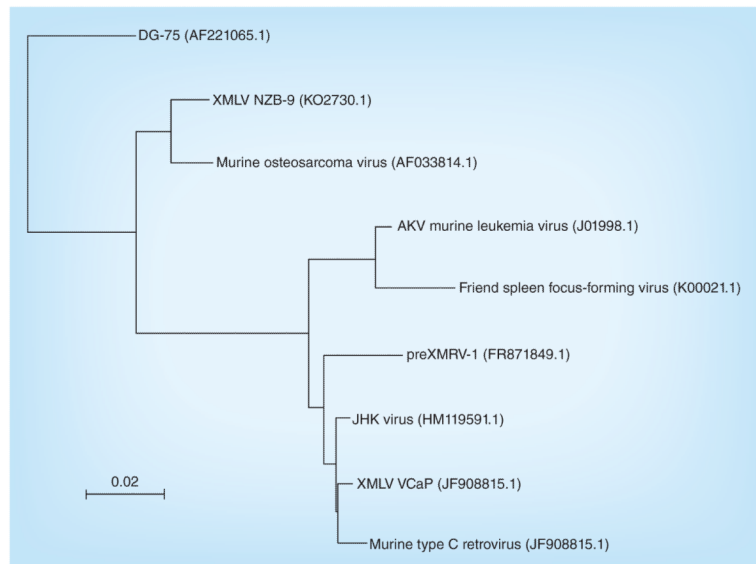 DG-75 (AF221065.1)
XMLV NZB-9 (KO2730.1)
Murine osteosarcoma virus (AF033814.1)
AKV murine leukemia virus (J01998.1)
Friend spleen focus-forming virus (K00021.1)
preXMRV-1 (FR871849.1)
JHK virus (HM119591.1)
0.02
XMLV VCaP (JF908815.1)
Murine type C retrovirus (JF908815.1)